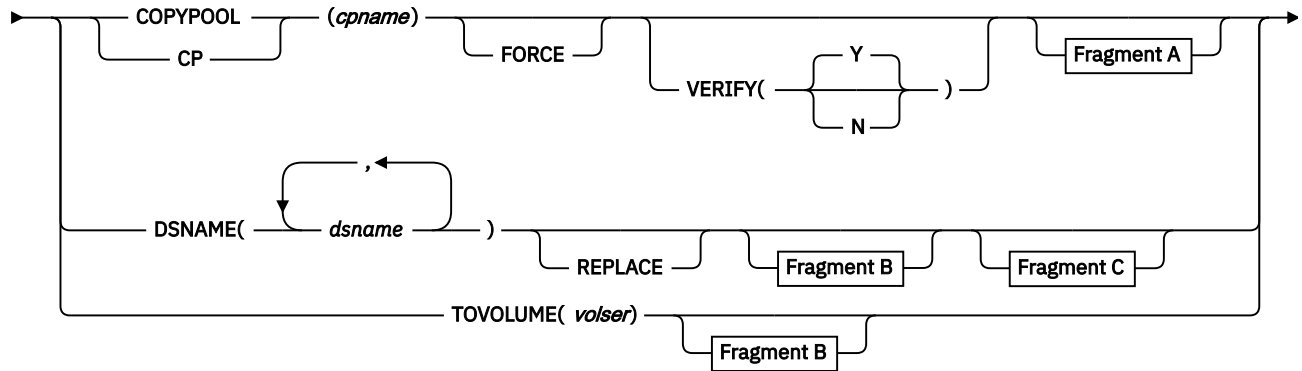 COPYPOOL (cpname)
CP FORCE Fragment A
Y
VERIFY( )
N
,
DSNAME( dsname )
REPLACE Fragment B Fragment C
TOVOLUME( volser)
Fragment B